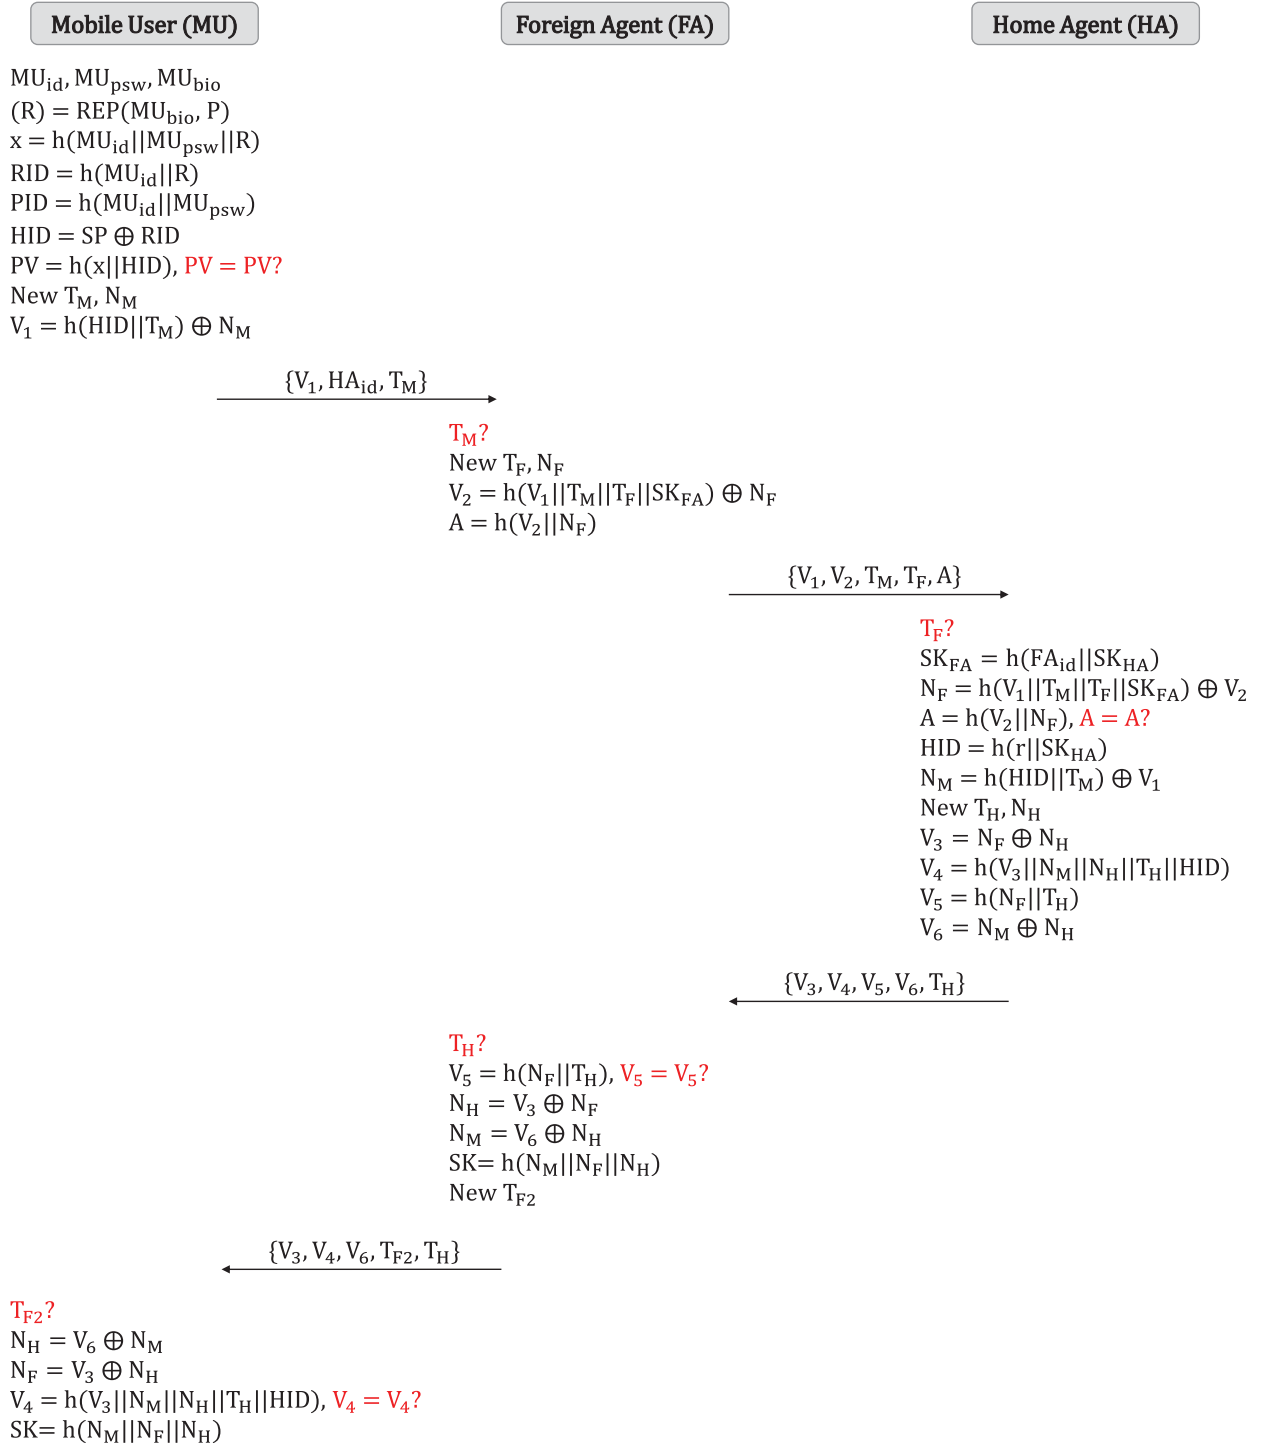 Mobile User (MU)
Foreign Agent (FA)
Home Agent (HA)
MU_id, MU_psw, MU_bio
(R) = REP(MU_bio, P)
x = h(MU_id||MU_psw||R)
RID = h(MU_id||R)
PID = h(MU_id||MU_psw)
HID = SP ⊕ RID
PV = h(x||HID), PV = PV?
New T_M, N_M
V_1 = h(HID||T_M) ⊕ N_M
{V_1, HA_id, T_M}
T_M?
New T_F, N_F
V_2 = h(V_1||T_M||T_F||SK_FA) ⊕ N_F
A = h(V_2||N_F)
{V_1, V_2, T_M, T_F, A}
T_F?
SK_FA = h(FA_id||SK_HA)
N_F = h(V_1||T_M||T_F||SK_FA) ⊕ V_2
A = h(V_2||N_F), A = A?
HID = h(r||SK_HA)
N_M = h(HID||T_M) ⊕ V_1
New T_H, N_H
V_3 = N_F ⊕ N_H
V_4 = h(V_3||N_M||N_H||T_H||HID)
V_5 = h(N_F||T_H)
V_6 = N_M ⊕ N_H
{V_3, V_4, V_5, V_6, T_H}
T_H?
V_5 = h(N_F||T_H), V_5 = V_5?
N_H = V_3 ⊕ N_F
N_M = V_6 ⊕ N_H
SK= h(N_M||N_F||N_H)
New T_F2
{V_3, V_4, V_6, T_F2, T_H}
T_F2?
N_H = V_6 ⊕ N_M
N_F = V_3 ⊕ N_H
V_4 = h(V_3||N_M||N_H||T_H||HID), V_4 = V_4?
SK= h(N_M||N_F||N_H)